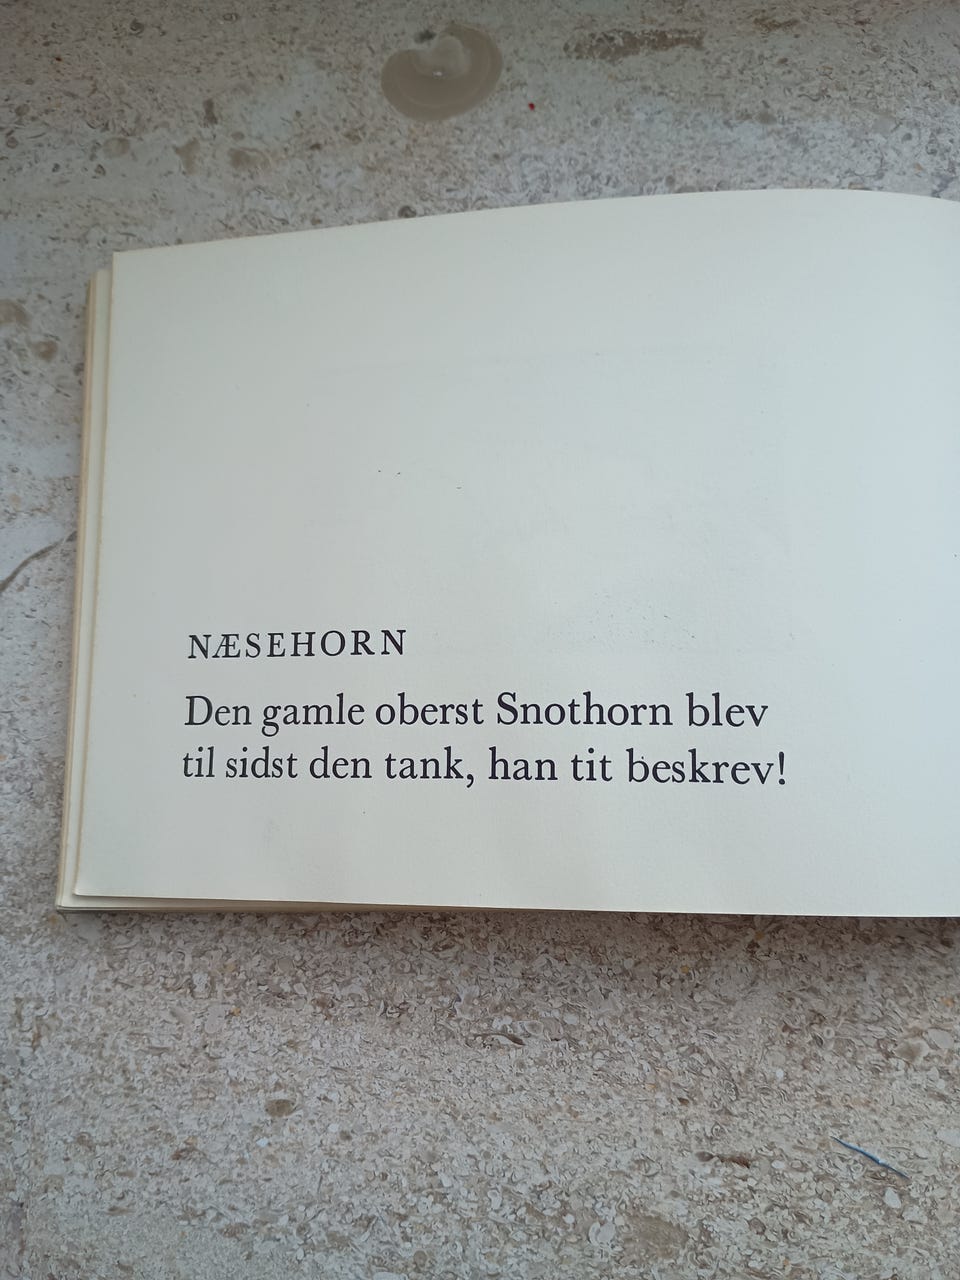 NÆSEHORN
Den gamle oberst Snothorn blev
til sidst den tank, han tit beskrev!